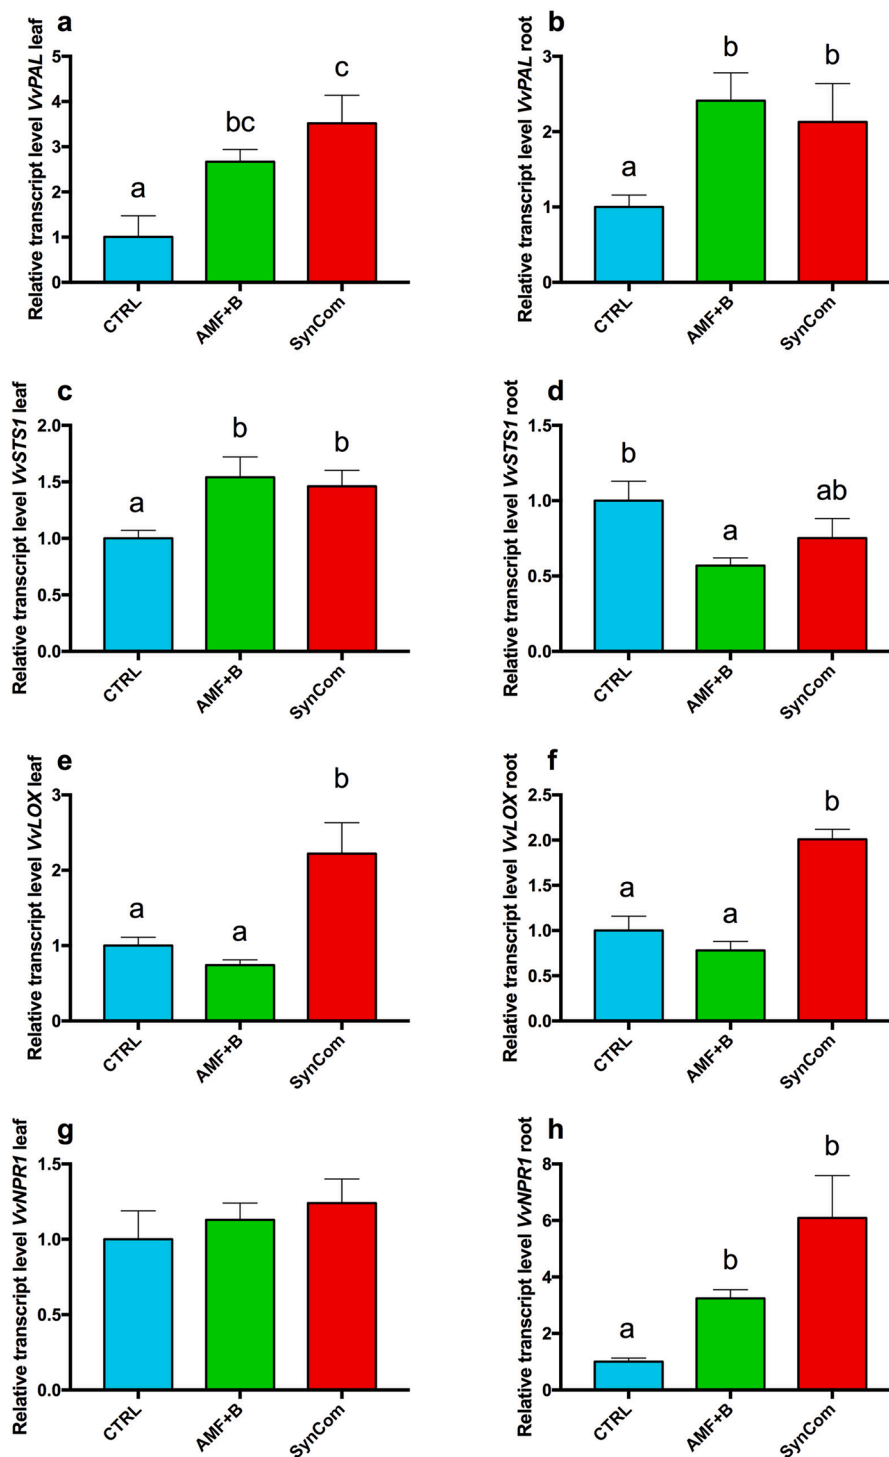 a
Relative transcript level VvPAL leaf
5
4
3
2
1
0
a
bc
c
CTRL
AMF+B
SynCom
b
Relative transcript level VvPAL root
3
2
1
0
a
b
b
CTRL
AMF+B
SynCom
c
Relative transcript level VvSTS1 leaf
2.0
1.5
1.0
0.5
0.0
a
b
b
CTRL
AMF+B
SynCom
d
Relative transcript level VvSTS1 root
1.5
1.0
0.5
0.0
b
a
ab
CTRL
AMF+B
SynCom
e
Relative transcript level VvLOX leaf
3
2
1
0
a
a
b
CTRL
AMF+B
SynCom
f
Relative transcript level VvLOX root
2.5
2.0
1.5
1.0
0.5
0.0
a
a
b
CTRL
AMF+B
SynCom
g
Relative transcript level VvNPR1 leaf
1.5
1.0
0.5
0.0
CTRL
AMF+B
SynCom
h
Relative transcript level VvNPR1 root
8
6
4
2
0
a
b
b
CTRL
AMF+B
SynCom